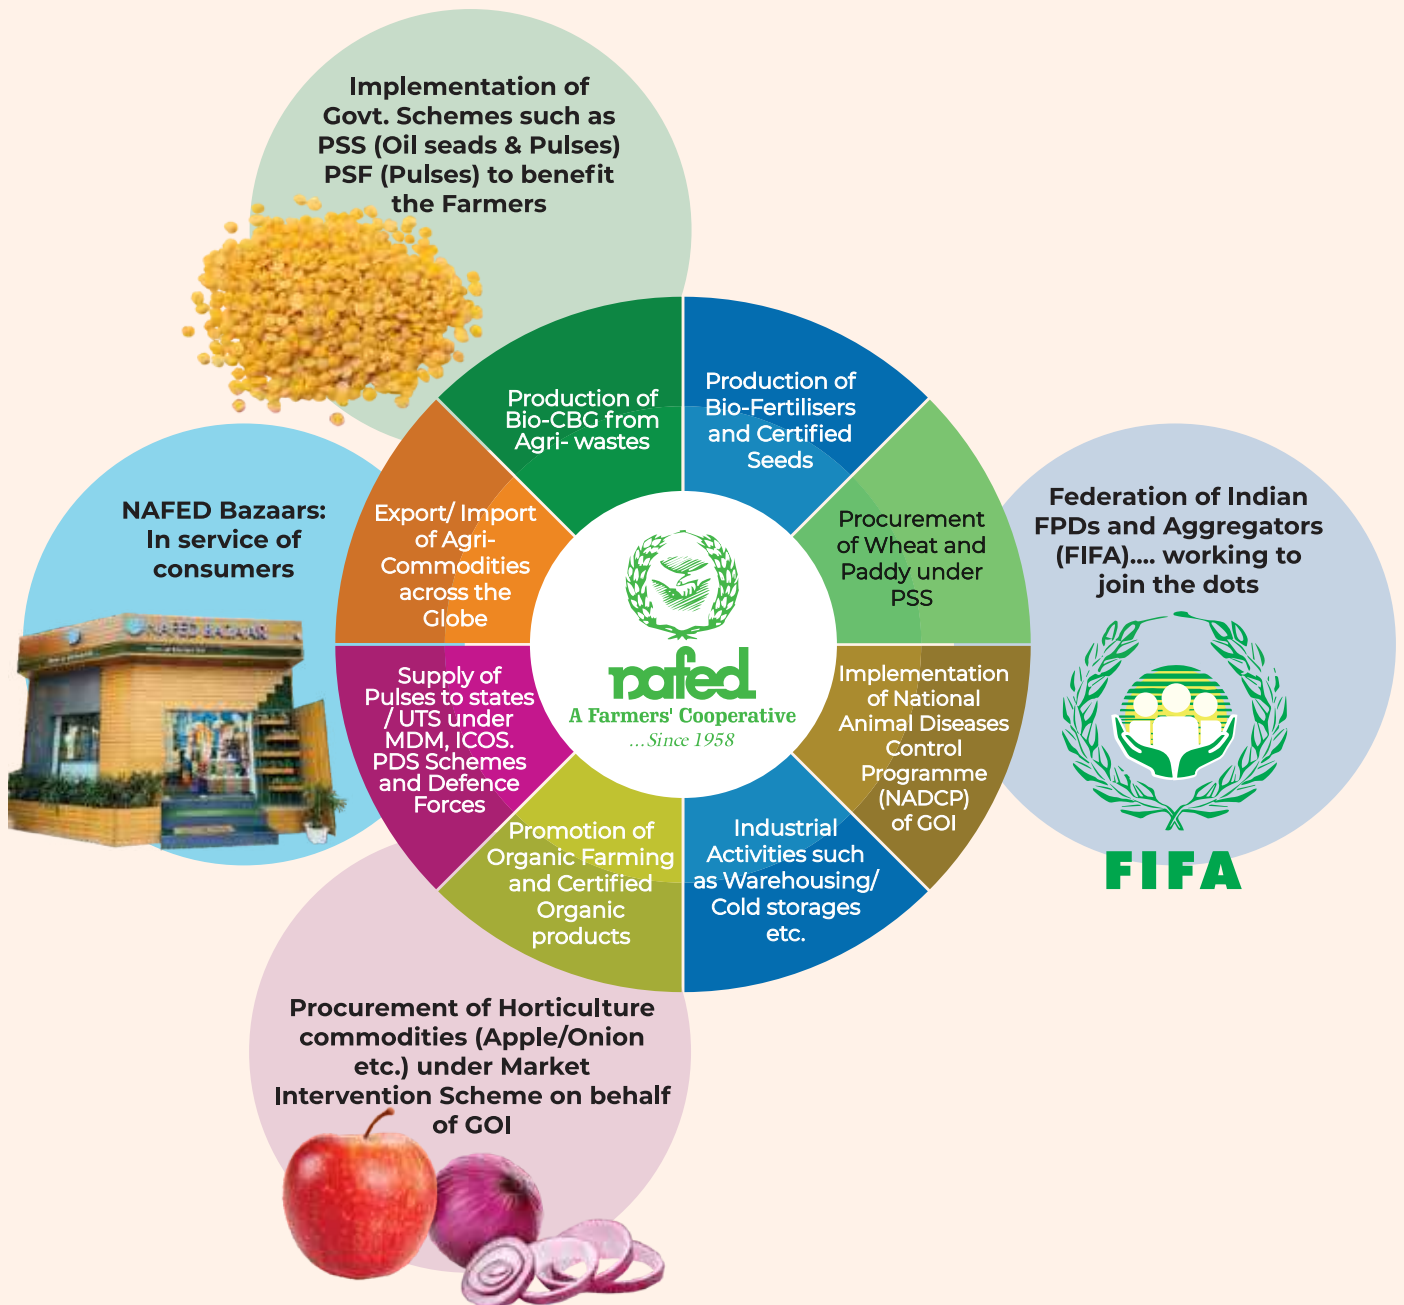 Implementation of
Govt. Schemes such as
PSS (Oil seads & Pulses)
PSF (Pulses) to benefit
the Farmers
Production of
Bio-CBG from
Agri- wastes
Production of
Bio-Fertilisers
and Certified
Seeds
NAFED Bazaars:
In service of
consumers
NAFED BAZAAR
Export/ Import
of Agri-
Commodities
across the
Globe
Procurement
of Wheat and
Paddy under
PSS
Federation of Indian
FPDs and Aggregators
(FIFA).... working to
join the dots
FIFA
nafed
A Farmers' Cooperative
...Since 1958
Supply of
Pulses to states
/ UTS under
MDM, ICOS.
PDS Schemes
and Defence
Forces
Implementation
of National
Animal Diseases
Control
Programme
(NADCP)
of GOI
Promotion of
Organic Farming
and Certified
Organic
products
Industrial
Activities such
as Warehousing/
Cold storages
etc.
Procurement of Horticulture
commodities (Apple/Onion
etc.) under Market
Intervention Scheme on behalf
of GOI